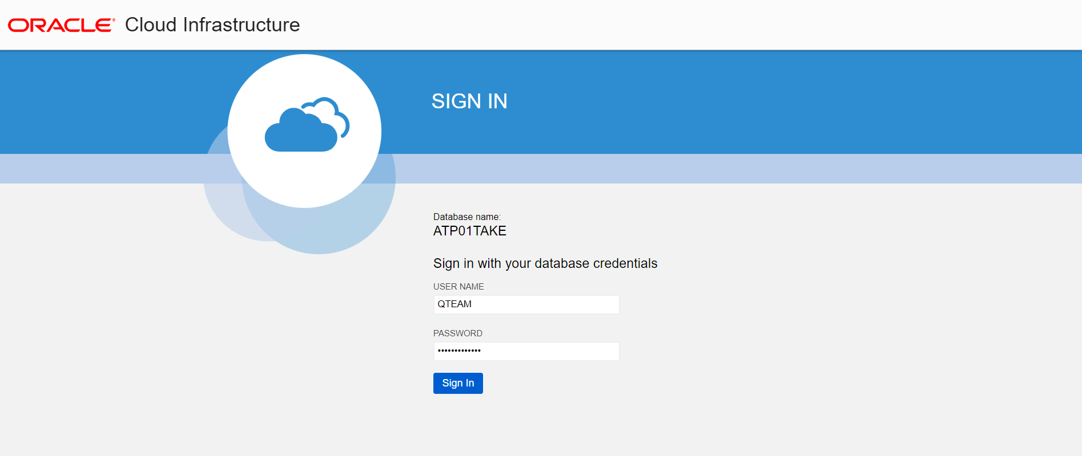 ORACLE® Cloud Infrastructure
SIGN IN
Database name:
ATP01TAKE
Sign in with your database credentials
USER NAME
QTEAM
PASSWORD
•••••••••••••
Sign In